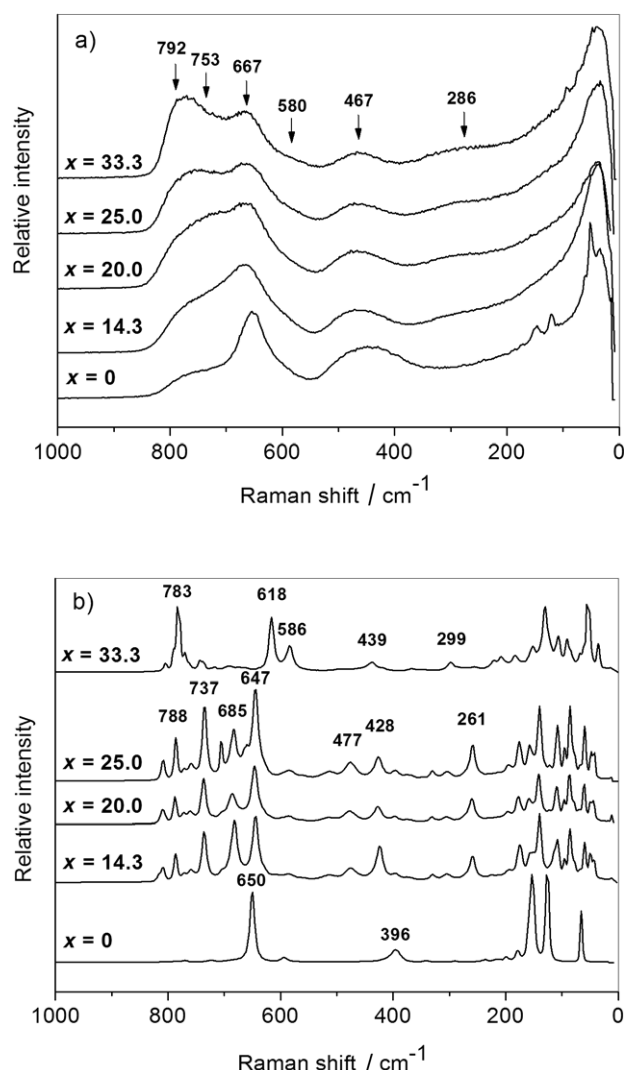 a)
792
753
667
580
467
286
x = 33.3
x = 25.0
x = 20.0
x = 14.3
x = 0
Relative intensity
1000 800 600 400 200 0
Raman shift / cm-1
b)
783
618
586
439
299
x = 33.3
788
737
685
647
477
428
261
x = 25.0
x = 20.0
x = 14.3
650
396
x = 0
Relative intensity
1000 800 600 400 200 0
Raman shift / cm-1